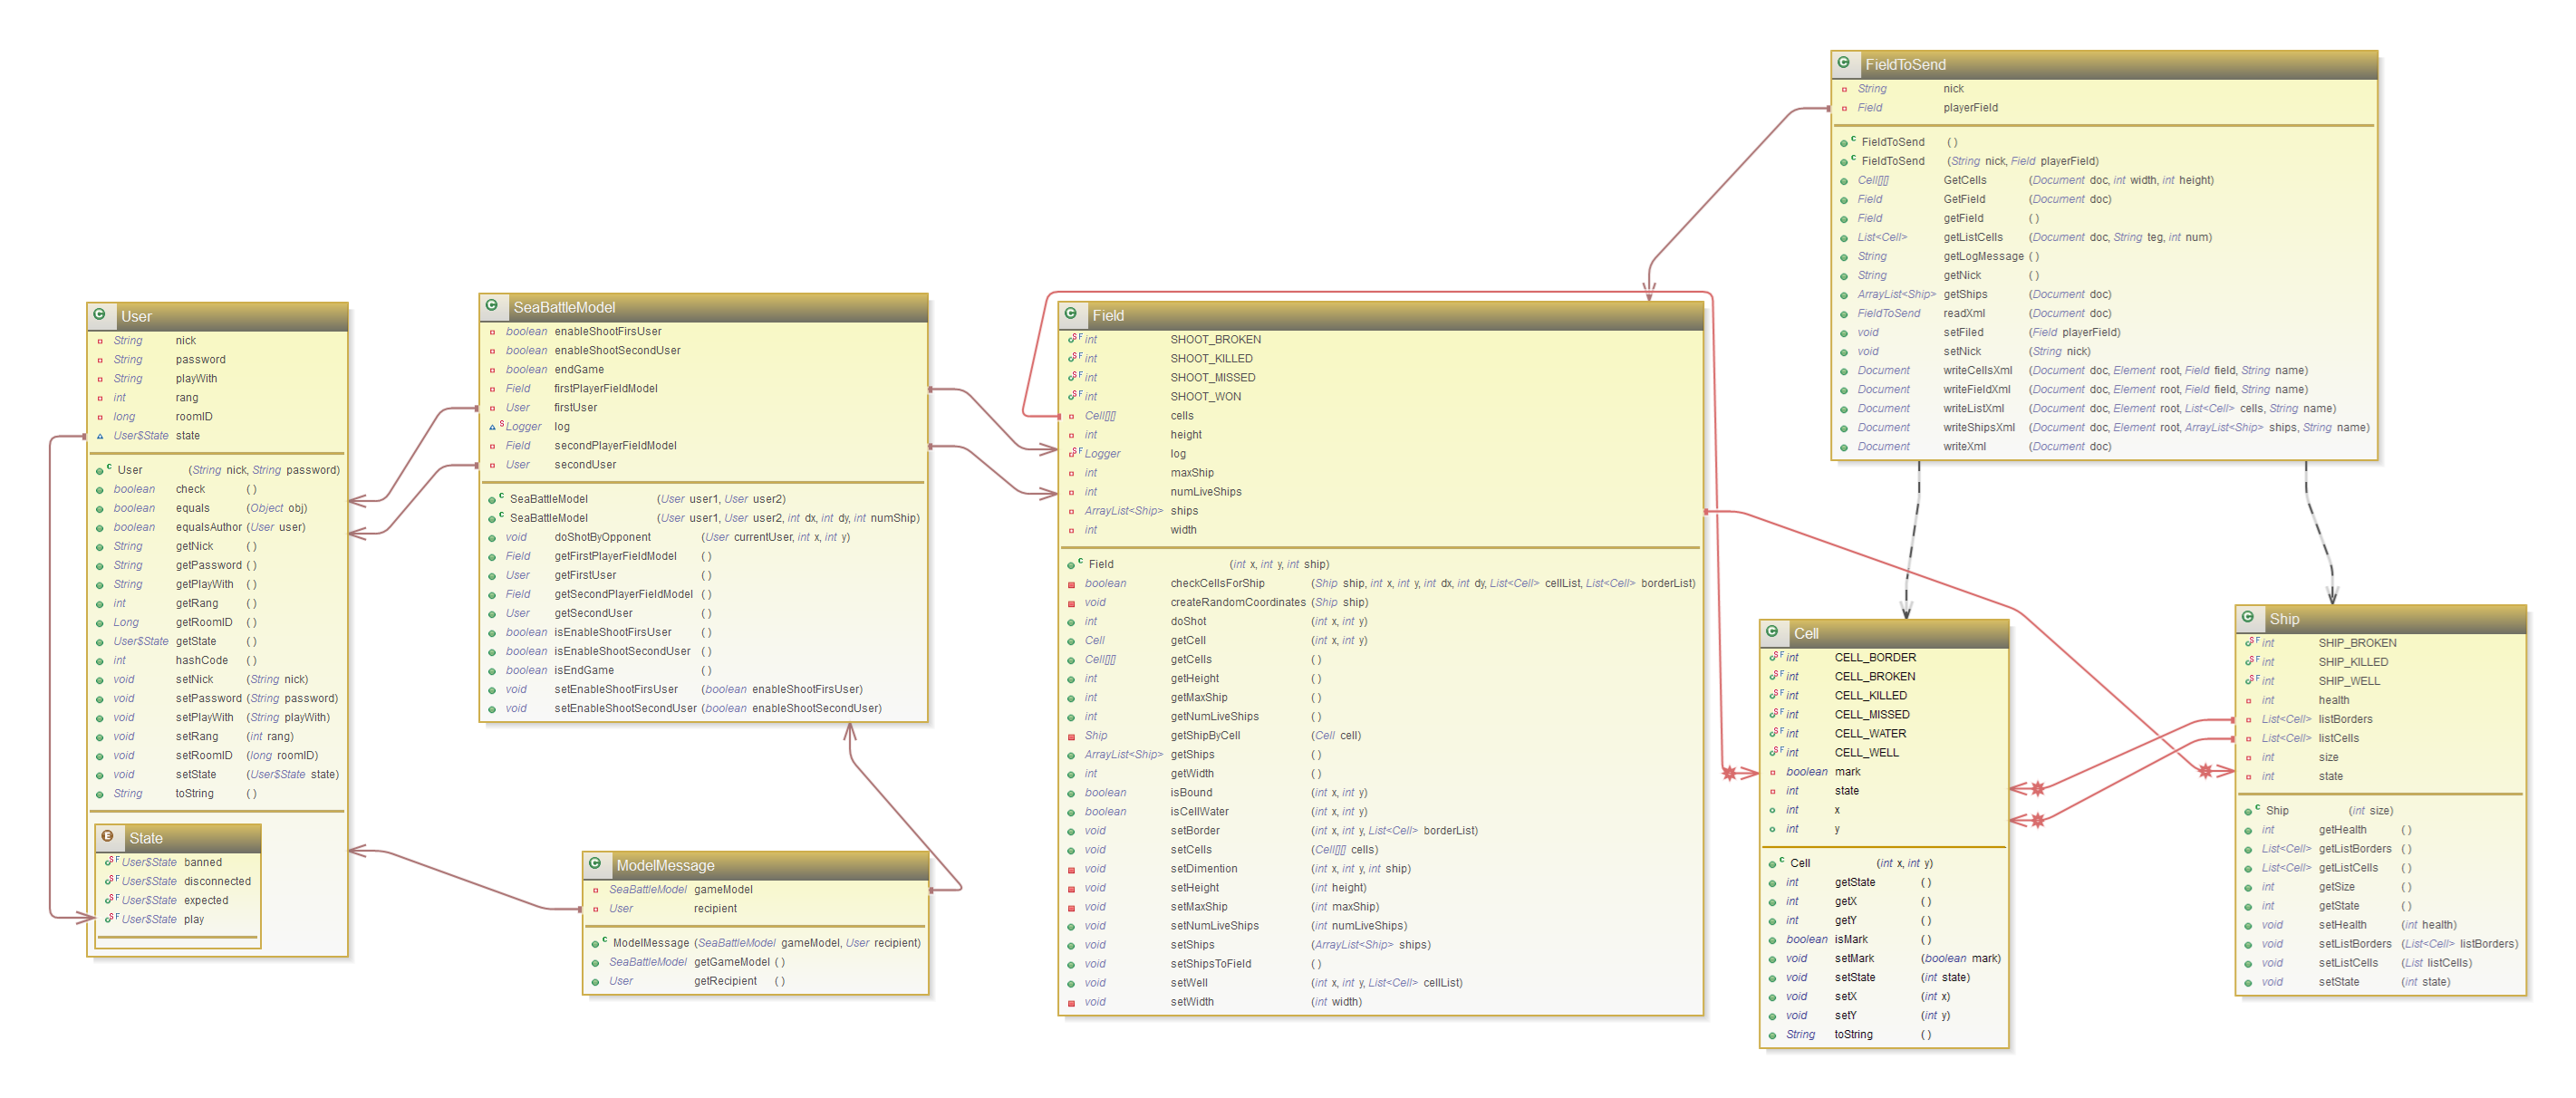 User
String nick
String password
String playWith
int rang
long roomID
User$State state
User (String nick, String password)
boolean check ( )
boolean equals (Object obj)
boolean equalsAuthor (User user)
String getNick ( )
String getPassword ( )
String getPlayWith ( )
int getRang ( )
Long getRoomID ( )
User$State getState ( )
int hashCode ( )
void setNick (String nick)
void setPassword (String password)
void setPlayWith (String playWith)
void setRang (int rang)
void setRoomID (long roomID)
void setState (User$State state)
String toString ( )
State
User$State banned
User$State disconnected
User$State expected
User$State play
SeaBattleModel
boolean enableShootFirsUser
boolean enableShootSecondUser
boolean endGame
Field firstPlayerFieldModel
User firstUser
Logger log
Field secondPlayerFieldModel
User secondUser
SeaBattleModel (User user1, User user2)
SeaBattleModel (User user1, User user2, int dx, int dy, int numShip)
void doShotByOpponent (User currentUser, int x, int y)
Field getFirstPlayerFieldModel ( )
User getFirstUser ( )
Field getSecondPlayerFieldModel ( )
User getSecondUser ( )
boolean isEnableShootFirsUser ( )
boolean isEnableShootSecondUser ( )
boolean isEndGame ( )
void setEnableShootFirsUser (boolean enableShootFirsUser)
void setEnableShootSecondUser (boolean enableShootSecondUser)
ModelMessage
SeaBattleModel gameModel
User recipient
ModelMessage (SeaBattleModel gameModel, User recipient)
SeaBattleModel getGameModel ( )
User getRecipient ( )
Field
int SHOOT_BROKEN
int SHOOT_KILLED
int SHOOT_MISSED
int SHOOT_WON
Cell[][] cells
int height
Logger log
int maxShip
int numLiveShips
ArrayList<Ship> ships
int width
Field (int x, int y, int ship)
boolean checkCellsForShip (Ship ship, int x, int y, int dx, int dy, List<Cell> cellList, List<Cell> borderList)
void createRandomCoordinates (Ship ship)
int doShot (int x, int y)
Cell getCell (int x, int y)
Cell[][] getCells ( )
int getHeight ( )
int getMaxShip ( )
int getNumLiveShips ( )
Ship getShipByCell (Cell cell)
ArrayList<Ship> getShips ( )
int getWidth ( )
boolean isBound (int x, int y)
boolean isCellWater (int x, int y)
void setBorder (int x, int y, List<Cell> borderList)
void setCells (Cell[][] cells)
void setDimention (int x, int y, int ship)
void setHeight (int height)
void setMaxShip (int maxShip)
void setNumLiveShips (int numLiveShips)
void setShips (ArrayList<Ship> ships)
void setShipsToField ( )
void setWell (int x, int y, List<Cell> cellList)
void setWidth (int width)
FieldToSend
String nick
Field playerField
FieldToSend ( )
FieldToSend (String nick, Field playerField)
Cell[][] GetCells (Document doc, int width, int height)
Field GetField (Document doc)
Field getField ( )
List<Cell> getListCells (Document doc, String teg, int num)
String getLogMessage ( )
String getNick ( )
ArrayList<Ship> getShips (Document doc)
FieldToSend readXml (Document doc)
void setFiled (Field playerField)
void setNick (String nick)
Document writeCellsXml (Document doc, Element root, Field field, String name)
Document writeFieldXml (Document doc, Element root, Field field, String name)
Document writeListXml (Document doc, Element root, List<Cell> cells, String name)
Document writeShipsXml (Document doc, Element root, ArrayList<Ship> ships, String name)
Document writeXml (Document doc)
Cell
int CELL_BORDER
int CELL_BROKEN
int CELL_KILLED
int CELL_MISSED
int CELL_WATER
int CELL_WELL
boolean mark
int state
int x
int y
Cell (int x, int y)
int getState ( )
int getX ( )
int getY ( )
boolean isMark ( )
void setMark (boolean mark)
void setState (int state)
void setX (int x)
void setY (int y)
String toString ( )
Ship
int SHIP_BROKEN
int SHIP_KILLED
int SHIP_WELL
int health
List<Cell> listBorders
List<Cell> listCells
int size
int state
Ship (int size)
int getHealth ( )
List<Cell> getListBorders ( )
List<Cell> getListCells ( )
int getSize ( )
int getState ( )
void setHealth (int health)
void setListBorders (List<Cell> listBorders)
void setListCells (List listCells)
void setState (int state)